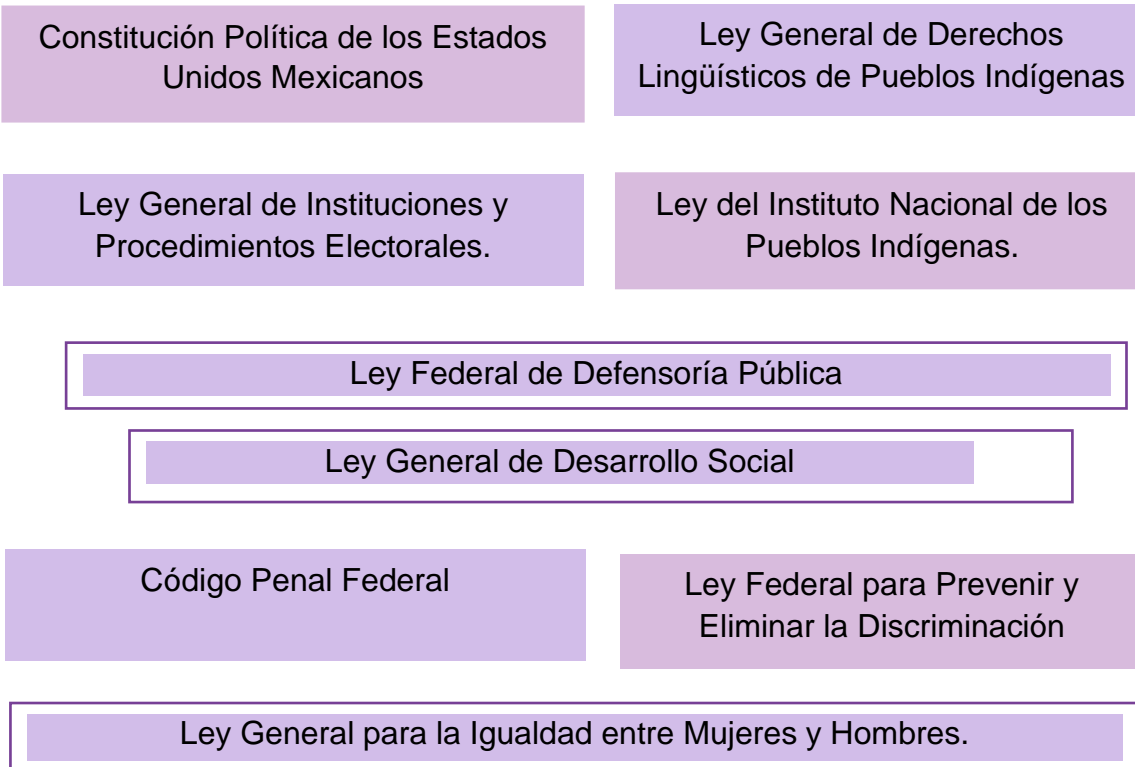 Constitución Política de los Estados
Unidos Mexicanos
Ley General de Derechos
Lingüísticos de Pueblos Indígenas
Ley General de Instituciones y
Procedimientos Electorales.
Ley del Instituto Nacional de los
Pueblos Indígenas.
Ley Federal de Defensoría Pública
Ley General de Desarrollo Social
Código Penal Federal
Ley Federal para Prevenir y
Eliminar la Discriminación
Ley General para la Igualdad entre Mujeres y Hombres.